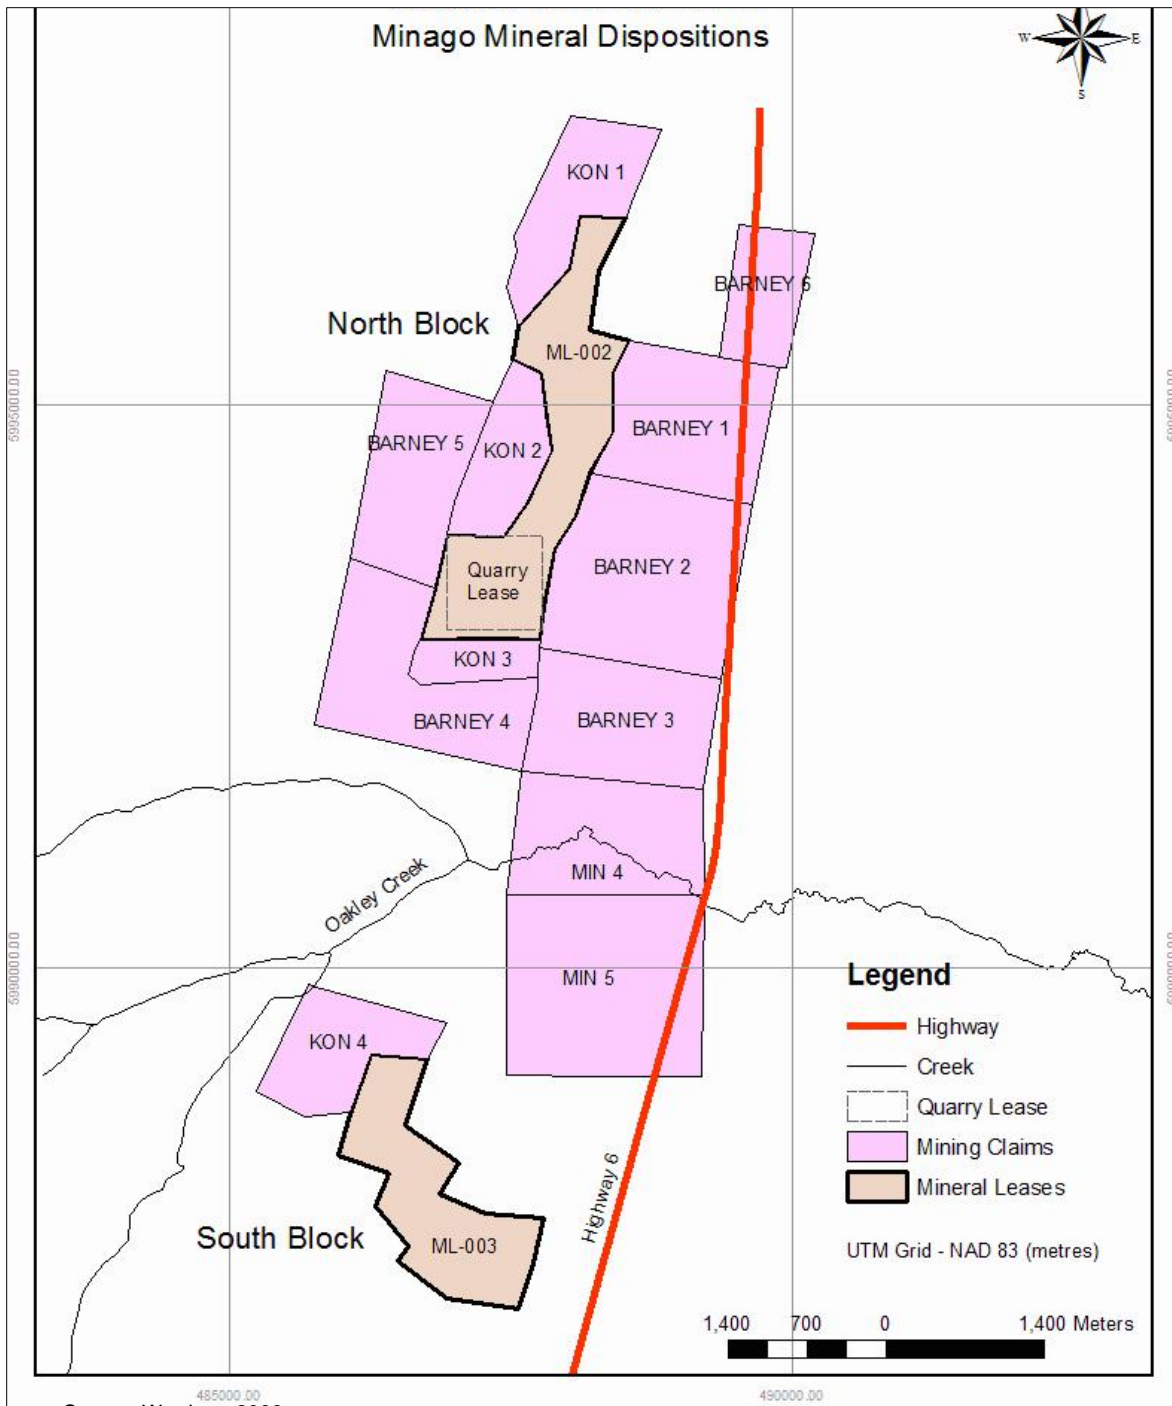 Minago Mineral Dispositions
W
E
S
KON 1
BARNEY 6
North Block
ML-002
5995000.00
BARNEY 1
BARNEY 5
KON 2
BARNEY 2
Quarry
Lease
KON 3
BARNEY 4
BARNEY 3
MIN 4
Oakley Creek
5990000.00
MIN 5
KON 4
South Block
ML-003
Highway 6
Legend
Highway
Creek
Quarry Lease
Mining Claims
Mineral Leases
UTM Grid - NAD 83 (metres)
1,400 700 0 1,400 Meters
485000.00
490000.00